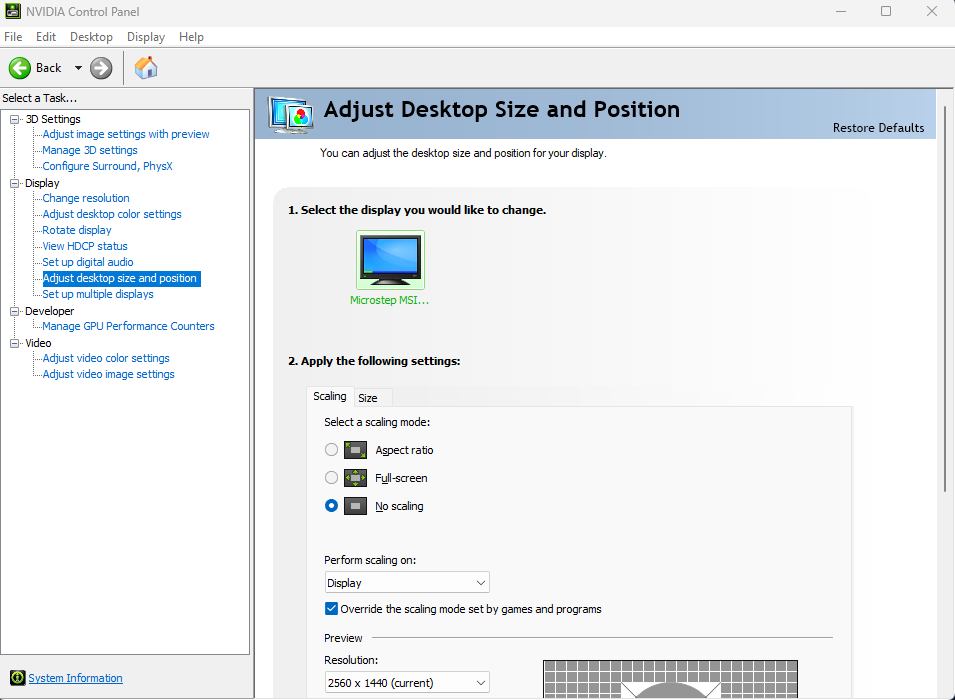 NVIDIA Control Panel
File Edit Desktop Display Help
Back
Select a Task...
3D Settings
Adjust image settings with preview
Manage 3D settings
Configure Surround, PhysX
Display
Change resolution
Adjust desktop color settings
Rotate display
View HDCP status
Set up digital audio
Adjust desktop size and position
Set up multiple displays
Developer
Manage GPU Performance Counters
Video
Adjust video color settings
Adjust video image settings
System Information
Adjust Desktop Size and Position
Restore Defaults
You can adjust the desktop size and position for your display.
1. Select the display you would like to change.
Microstep MSI...
2. Apply the following settings:
Scaling Size
Select a scaling mode:
Aspect ratio
Full-screen
No scaling
Perform scaling on:
Display
Override the scaling mode set by games and programs
Preview
Resolution:
2560 x 1440 (current)